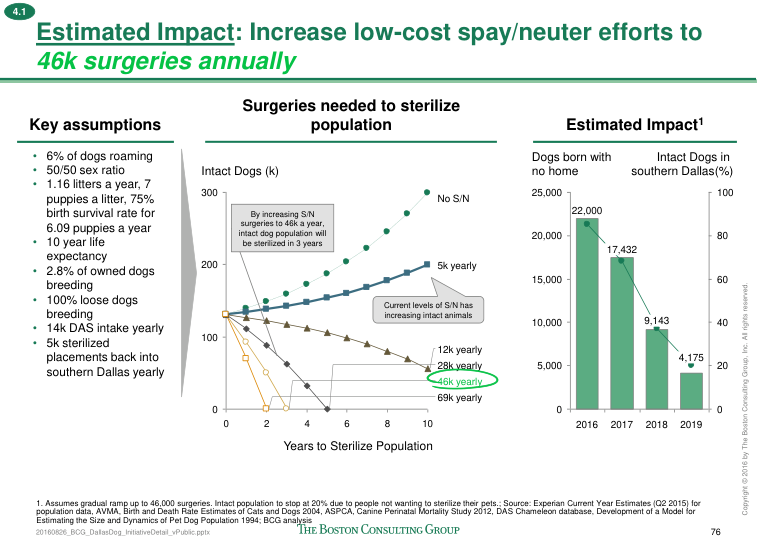 4.1
Estimated Impact: Increase low-cost spay/neuter efforts to
46k surgeries annually
Key assumptions
• 6% of dogs roaming
• 50/50 sex ratio
• 1.16 litters a year, 7
puppies a litter, 75%
birth survival rate for
6.09 puppies a year
• 10 year life
expectancy
• 2.8% of owned dogs
breeding
• 100% loose dogs
breeding
• 14k DAS intake yearly
• 5k sterilized
placements back into
southern Dallas yearly
Surgeries needed to sterilize
population
Intact Dogs (k)
300
200
100
0
By increasing S/N
surgeries to 46k a year,
intact dog population will
be sterilized in 3 years
No S/N
5k yearly
Current levels of S/N has
increasing intact animals
12k yearly
28k yearly
46k yearly
69k yearly
0 2 4 6 8 10
Years to Sterilize Population
Estimated Impact1
Dogs born with
no home
Intact Dogs in
southern Dallas(%)
25,000
20,000
15,000
10,000
5,000
0
22,000
17,432
9,143
4,175
100
80
60
40
20
0
2016 2017 2018 2019
1. Assumes gradual ramp up to 46,000 surgeries. Intact population to stop at 20% due to people not wanting to sterilize their pets.; Source: Experian Current Year Estimates (Q2 2015) for
population data, AVMA, Birth and Death Rate Estimates of Cats and Dogs 2004, ASPCA, Canine Perinatal Mortality Study 2012, DAS Chameleon database, Development of a Model for
Estimating the Size and Dynamics of Pet Dog Population 1994; BCG analysis
20160826_BCG_DallasDog_InitiativeDetail_vPublic.pptx
THE BOSTON CONSULTING GROUP
76
Copyright © 2016 by The Boston Consulting Group, Inc. All rights reserved.